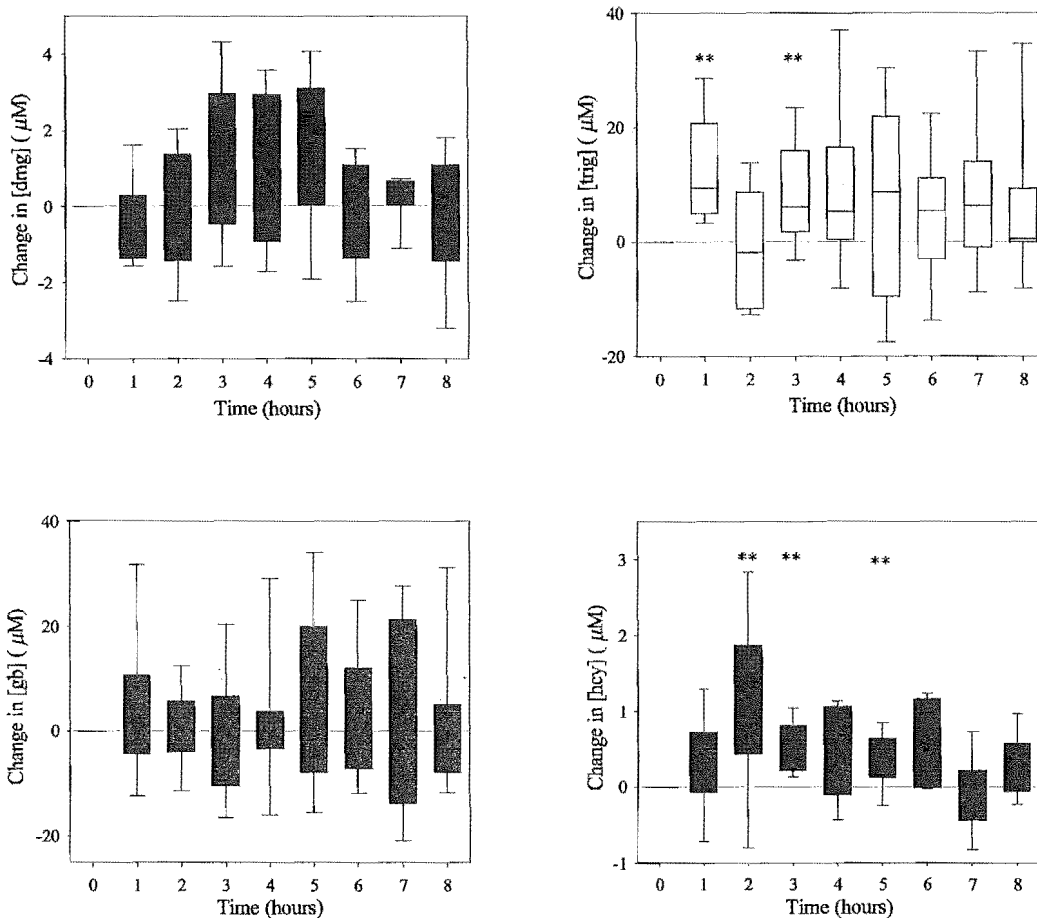 Change in [dmg] ( µM)
4
2
0
-2
-4
0 1 2 3 4 5 6 7 8
Time (hours)
Change in [trig] ( µM)
40
20
0
-20
** **
0 1 2 3 4 5 6 7 8
Time (hours)
Change in [gb] ( µM)
40
20
0
-20
0 1 2 3 4 5 6 7 8
Time (hours)
Change in [hcy] ( µM)
3
2
1
0
-1
** ** **
0 1 2 3 4 5 6 7 8
Time (hours)